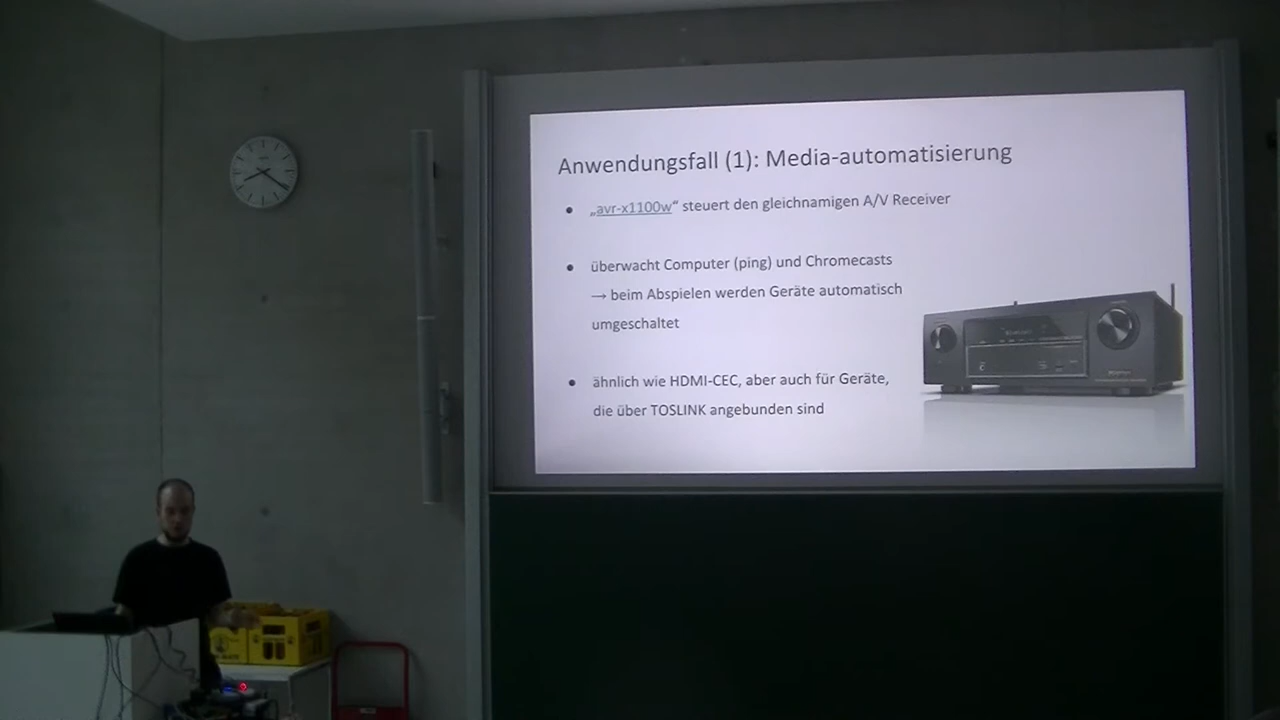 Anwendungsfall (1): Media-automatisierung
• „avr-x1100w“ steuert den gleichnamigen A/V Receiver
• überwacht Computer (ping) und Chromecasts
→ beim Abspielen werden Geräte automatisch
umgeschaltet
• ähnlich wie HDMI-CEC, aber auch für Geräte,
die über TOSLINK angebunden sind